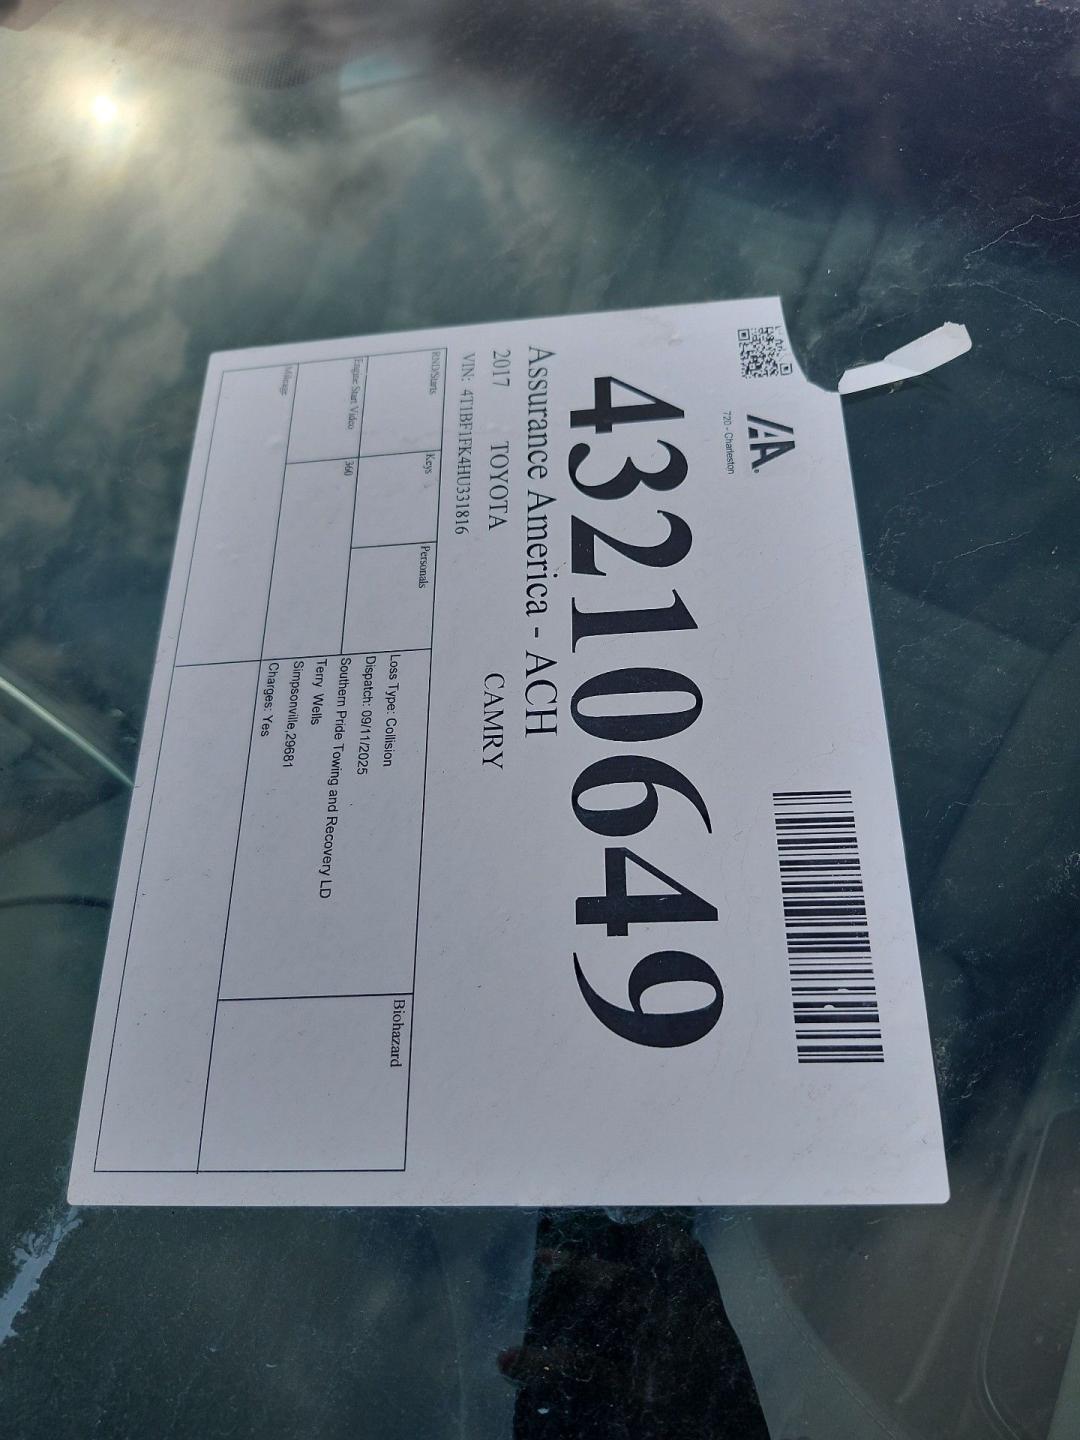 IAA
720 - Charleston
43210649
Assurance America - ACH
2017 TOYOTA CAMRY
VIN: 4T1BF1FK4HU331816
RND/Starts
Keys
Personals
Biohazard
Engine Start Video
360
Mileage
Loss Type: Collision
Dispatch: 09/11/2025
Southern Pride Towing and Recovery LD
Terry Wells
Simpsonville,29681
Charges: Yes